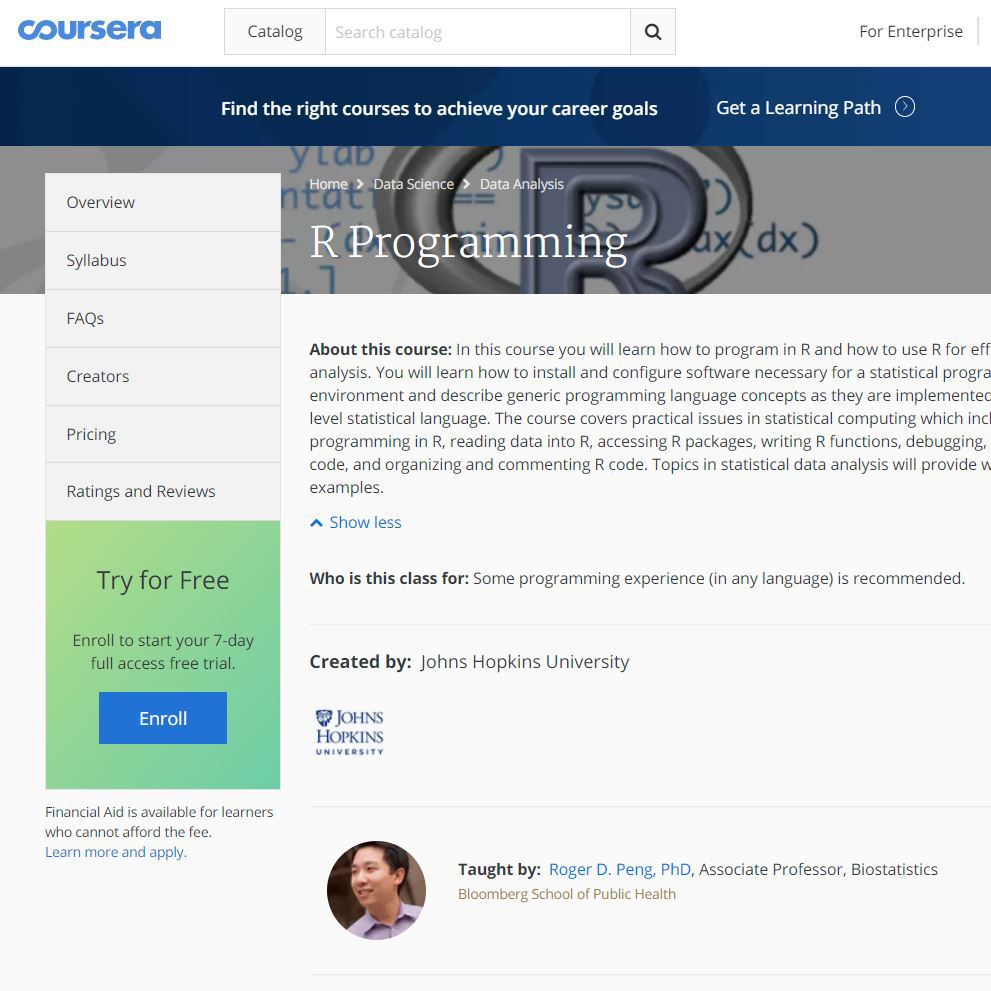 coursera
Catalog
Search catalog
For Enterprise
Find the right courses to achieve your career goals
Get a Learning Path
Home > Data Science > Data Analysis
R Programming
Overview
Syllabus
FAQs
Creators
Pricing
Ratings and Reviews
Try for Free
Enroll to start your 7-day
full access free trial.
Enroll
Financial Aid is available for learners
who cannot afford the fee.
Learn more and apply.
About this course: In this course you will learn how to program in R and how to use R for eff
analysis. You will learn how to install and configure software necessary for a statistical progra
environment and describe generic programming language concepts as they are implemented
level statistical language. The course covers practical issues in statistical computing which incl
programming in R, reading data into R, accessing R packages, writing R functions, debugging,
code, and organizing and commenting R code. Topics in statistical data analysis will provide w
examples.
Show less
Who is this class for: Some programming experience (in any language) is recommended.
Created by: Johns Hopkins University
JOHNS
HOPKINS
UNIVERSITY
Taught by: Roger D. Peng, PhD, Associate Professor, Biostatistics
Bloomberg School of Public Health